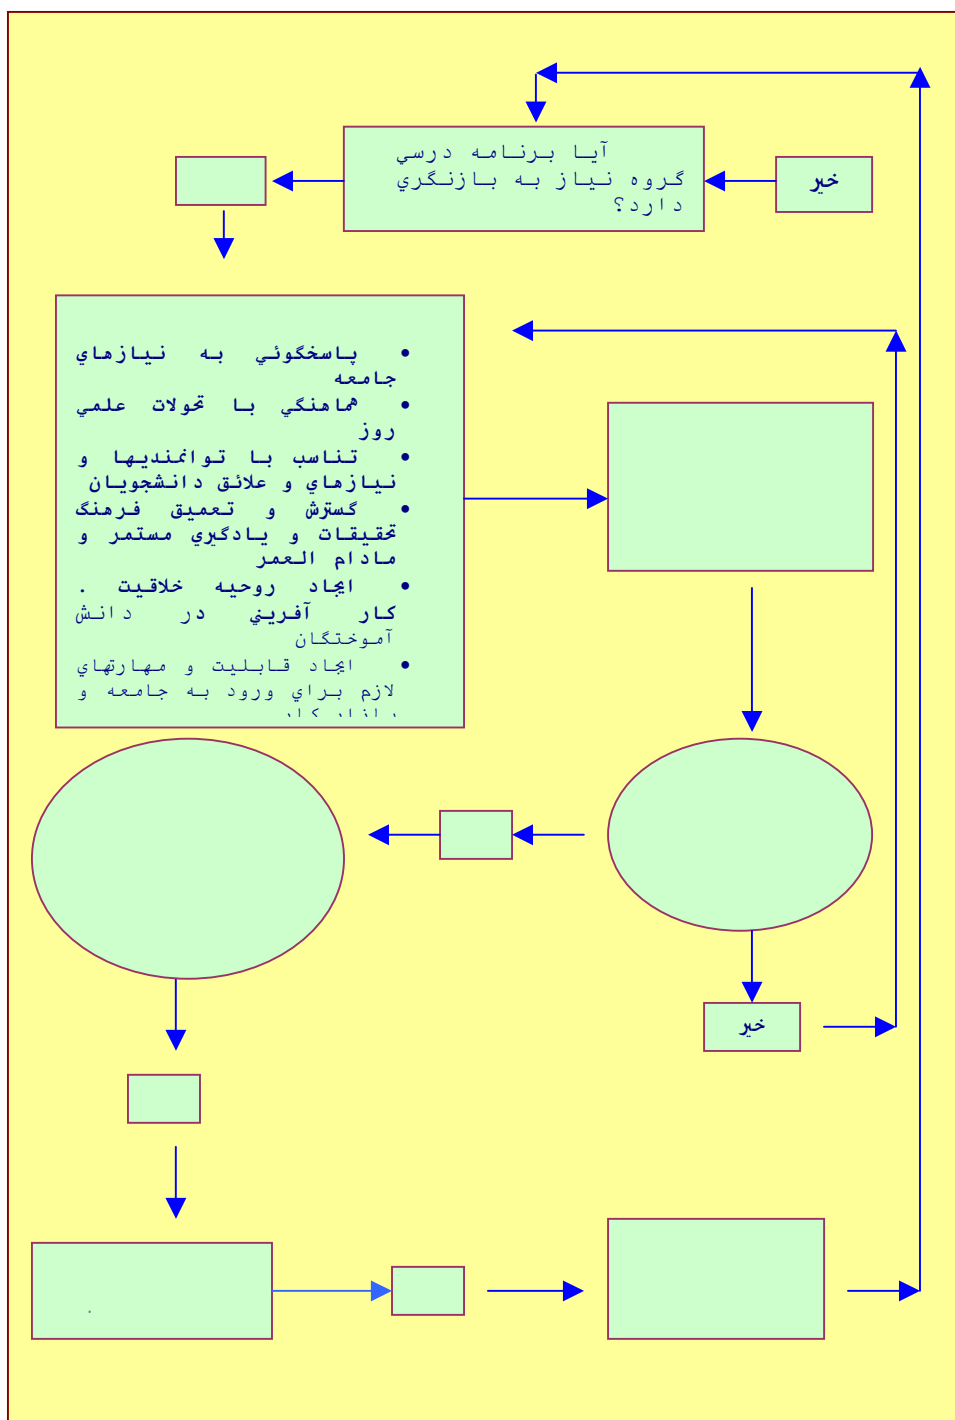 آيا برنامه درسي
گروه نياز به بازنگري
دارد؟
خير
• پاسخگوئي به نيازهاي
جامعه
• هماهنگي با تحولات علمي
روز
• تناسب با توانمنديها و
نيازهاي و علائق دانشجويان
• گسترش و تعميق فرهنگ
تحقيقات و يادگيري مستمر و
مادام العمر
• ايجاد روحيه خلاقيت .
كار آفريني در دانش
آموختگان
• ايجاد قابليت و مهارتهاي
لازم براي ورود به جامعه و
خير
.